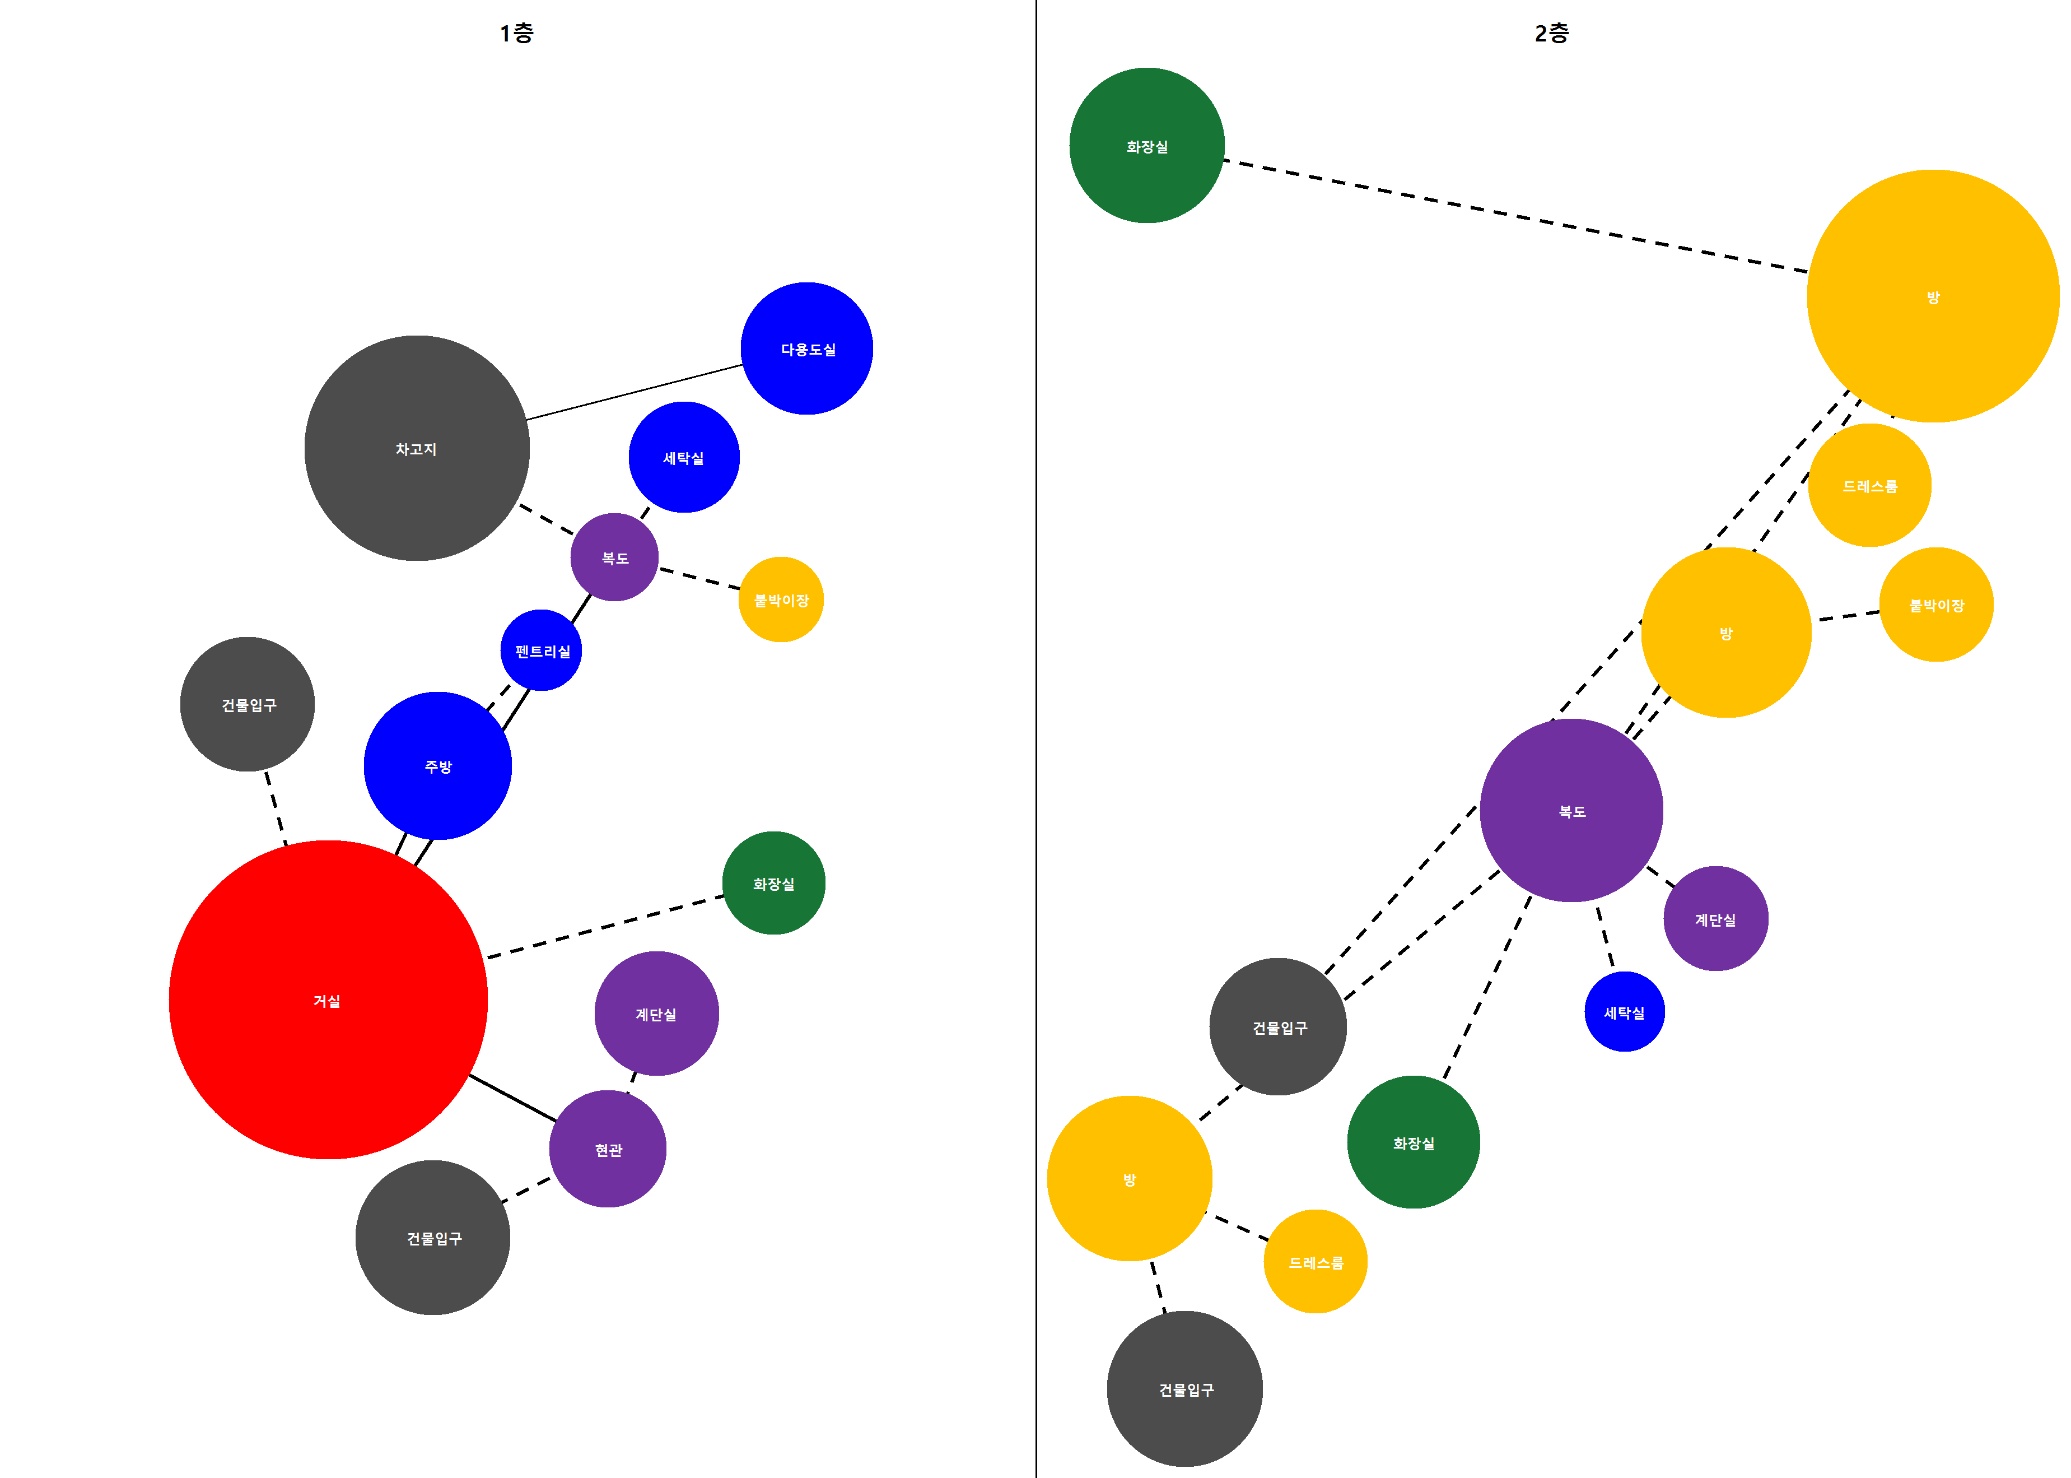 1층
다용도실
차고지
세탁실
복도
붙박이장
펜트리실
건물입구
주방
화장실
거실
계단실
현관
건물입구
2층
화장실
방
드레스룸
붙박이장
방
복도
계단실
세탁실
건물입구
화장실
방
드레스룸
건물입구